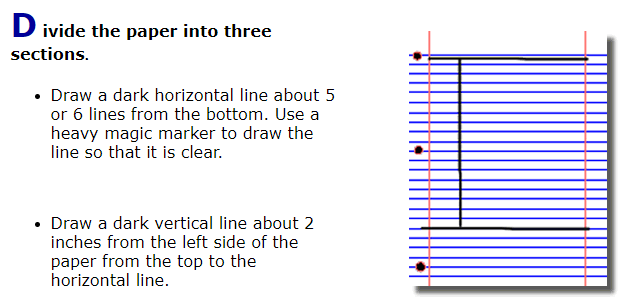 Divide the paper into three
sections.
• Draw a dark horizontal line about 5
or 6 lines from the bottom. Use a
heavy magic marker to draw the
line so that it is clear.
• Draw a dark vertical line about 2
inches from the left side of the
paper from the top to the
horizontal line.